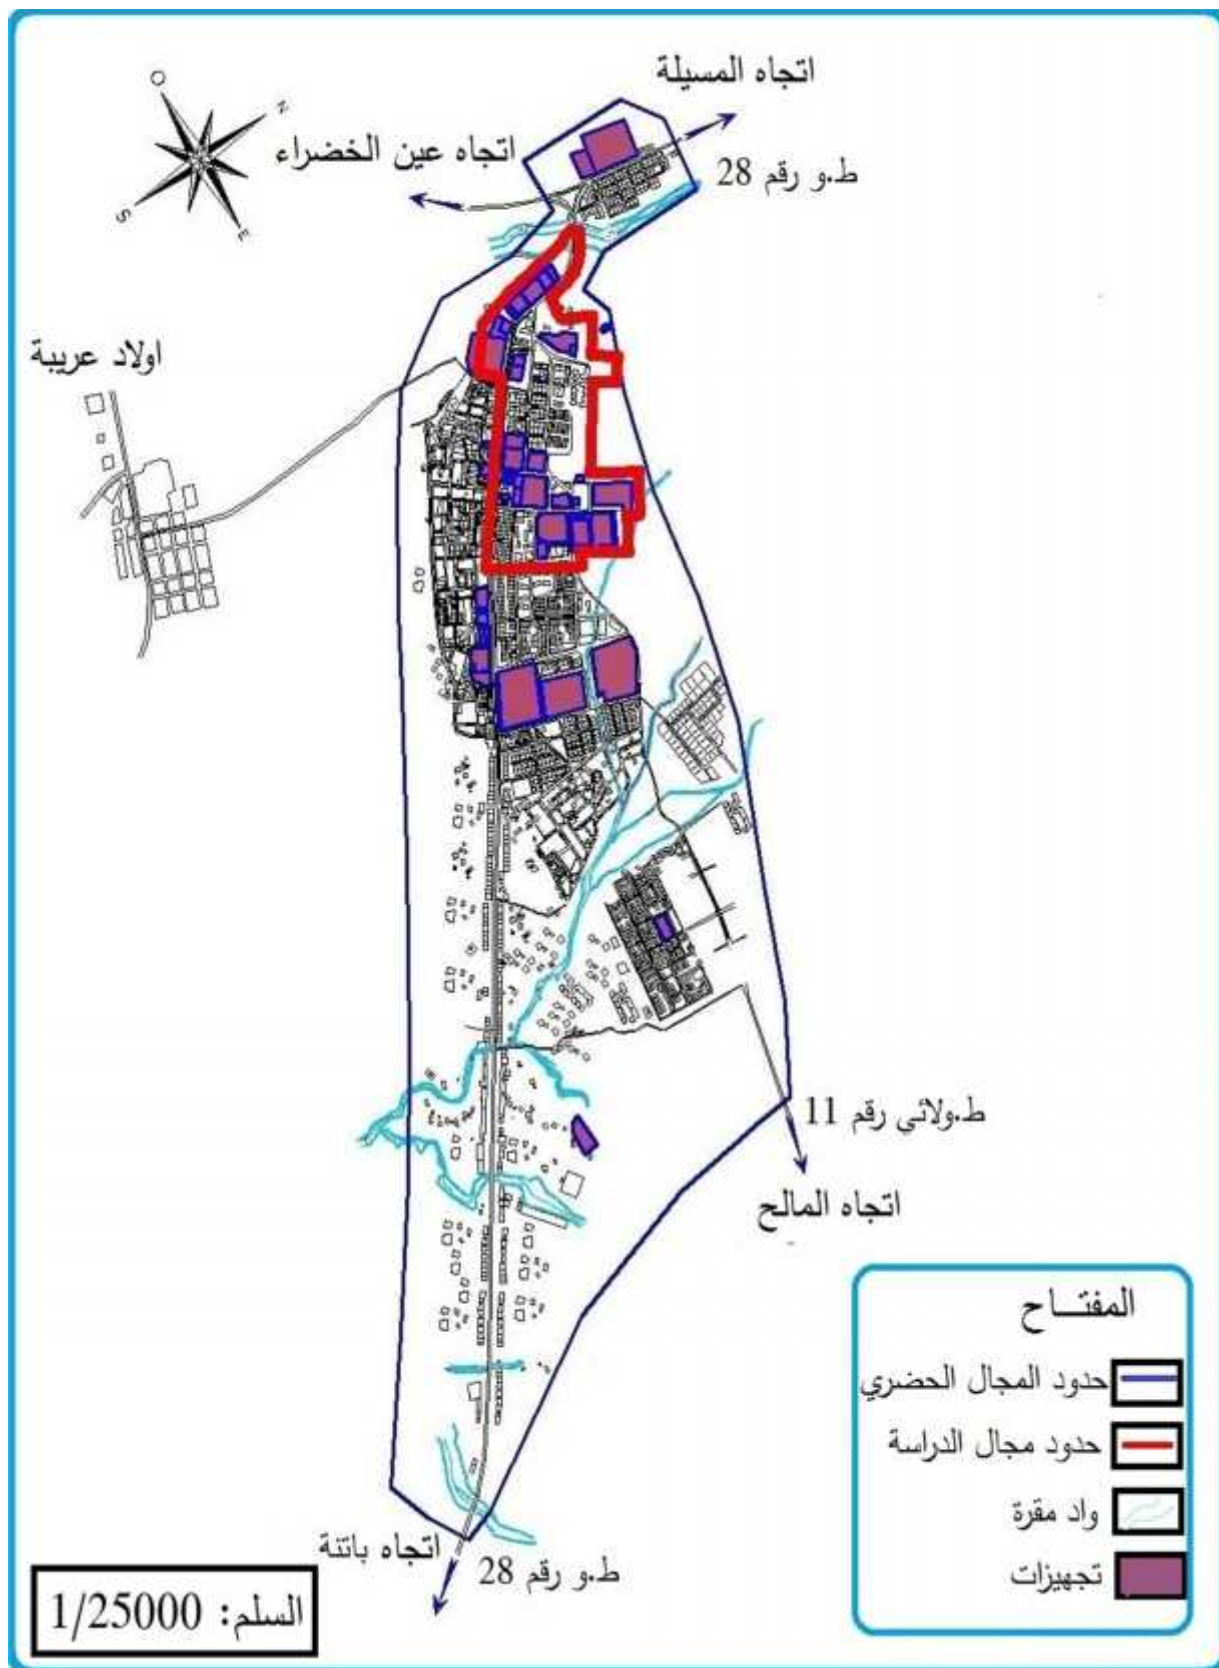 اتجاه المسيلة
O
N
اتجاه عين الخضراء
ط.و رقم 28
S
E
اولاد عريبة
ط.ولائي رقم 11
اتجاه المالح
المفتــاح
حدود المجال الحضري
حدود مجال الدراسة
واد مقرة
تجهيزات
اتجاه باتنة
ط.و رقم 28
السلم: 1/25000